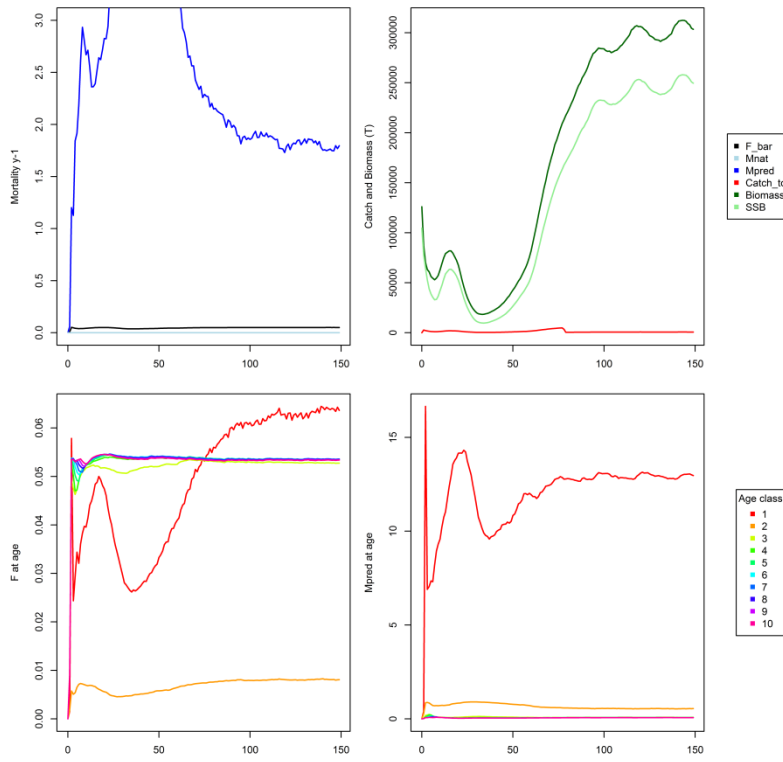 3.0
2.5
2.0
1.5
1.0
0.5
0.0
Mortality y-1
0 50 100 150
300000
250000
200000
150000
100000
50000
0
Catch and Biomass (T)
0 50 100 150
F_bar
Mnat
Mpred
Catch_to
Biomass
SSB
0.06
0.05
0.04
0.03
0.02
0.01
0.00
F at age
0 50 100 150
15
10
5
0
Mpred at age
0 50 100 150
Age class
1
2
3
4
5
6
7
8
9
10